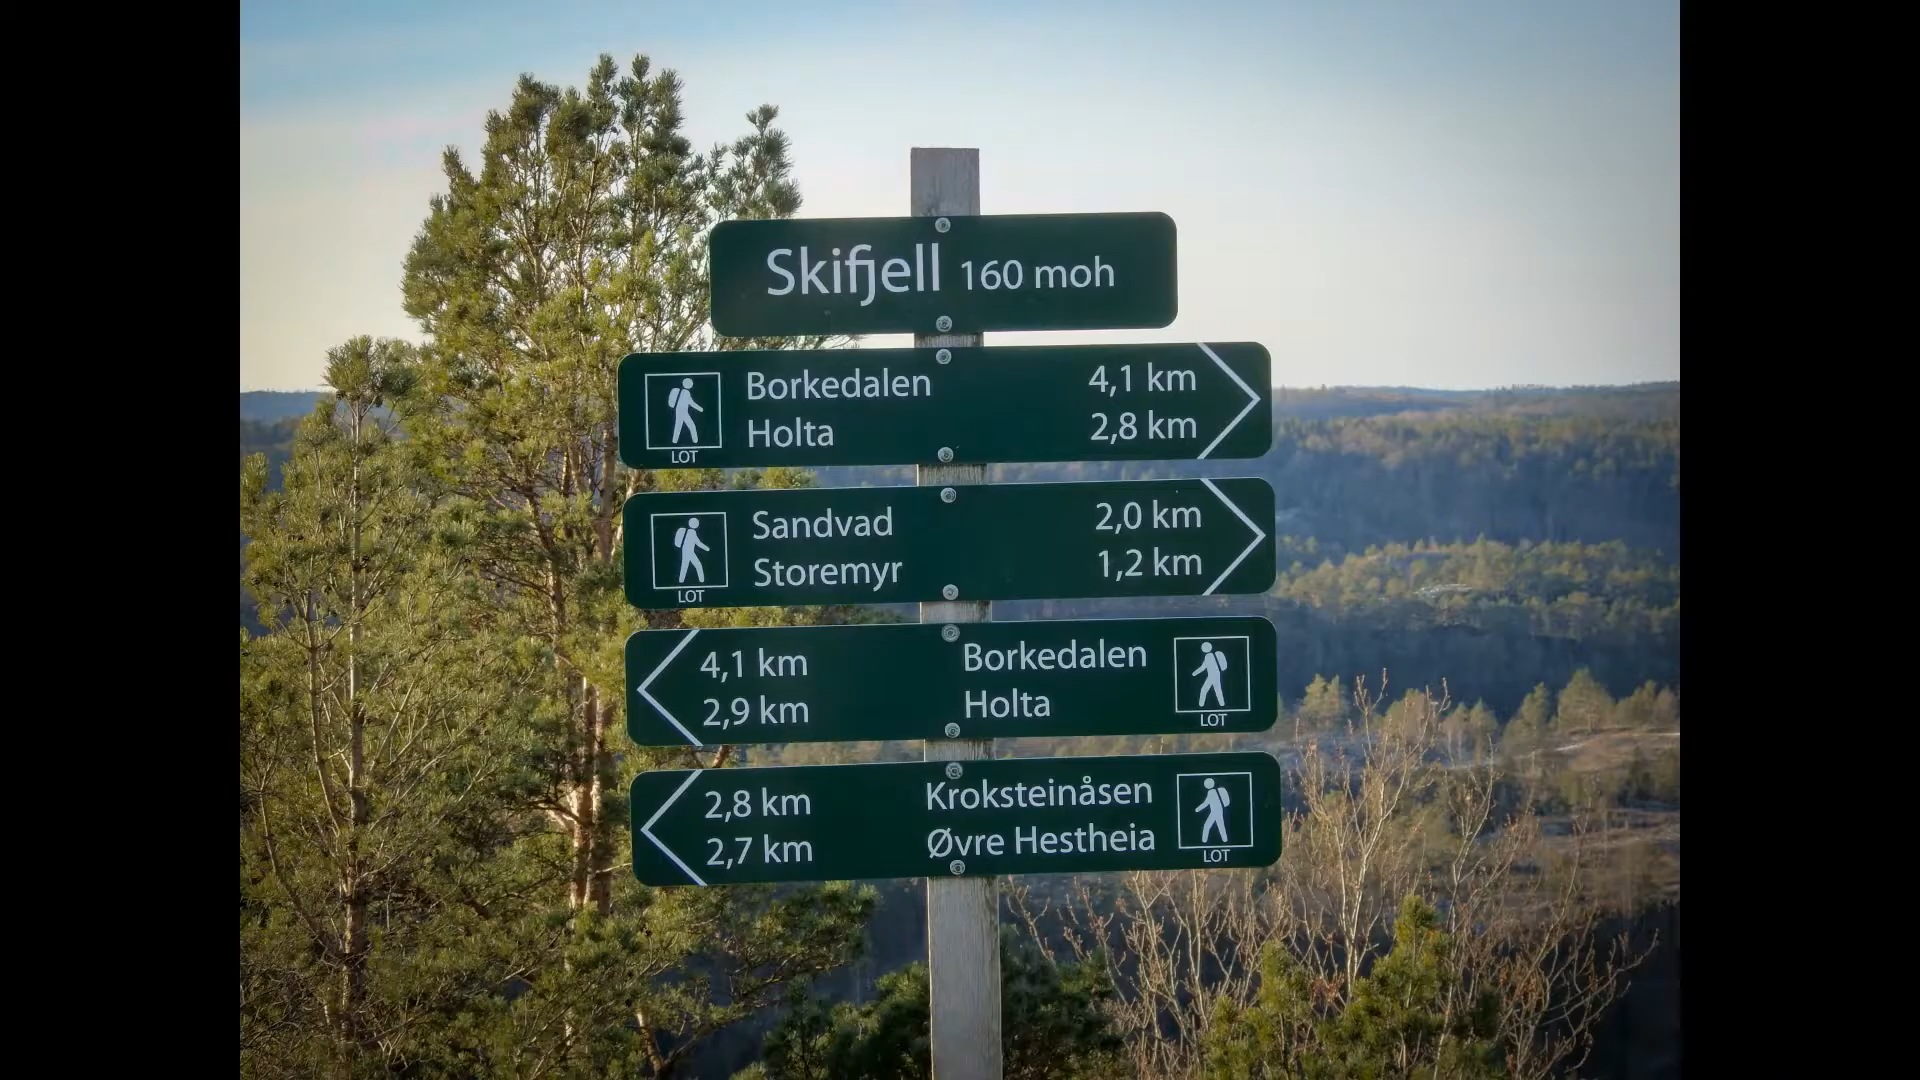 Skifjell 160 moh
Borkedalen 4,1 km
Holta 2,8 km
LOT
Sandvad 2,0 km
Storemyr 1,2 km
LOT
4,1 km Borkedalen
2,9 km Holta
LOT
2,8 km Kroksteinåsen
2,7 km Øvre Hestheia
LOT